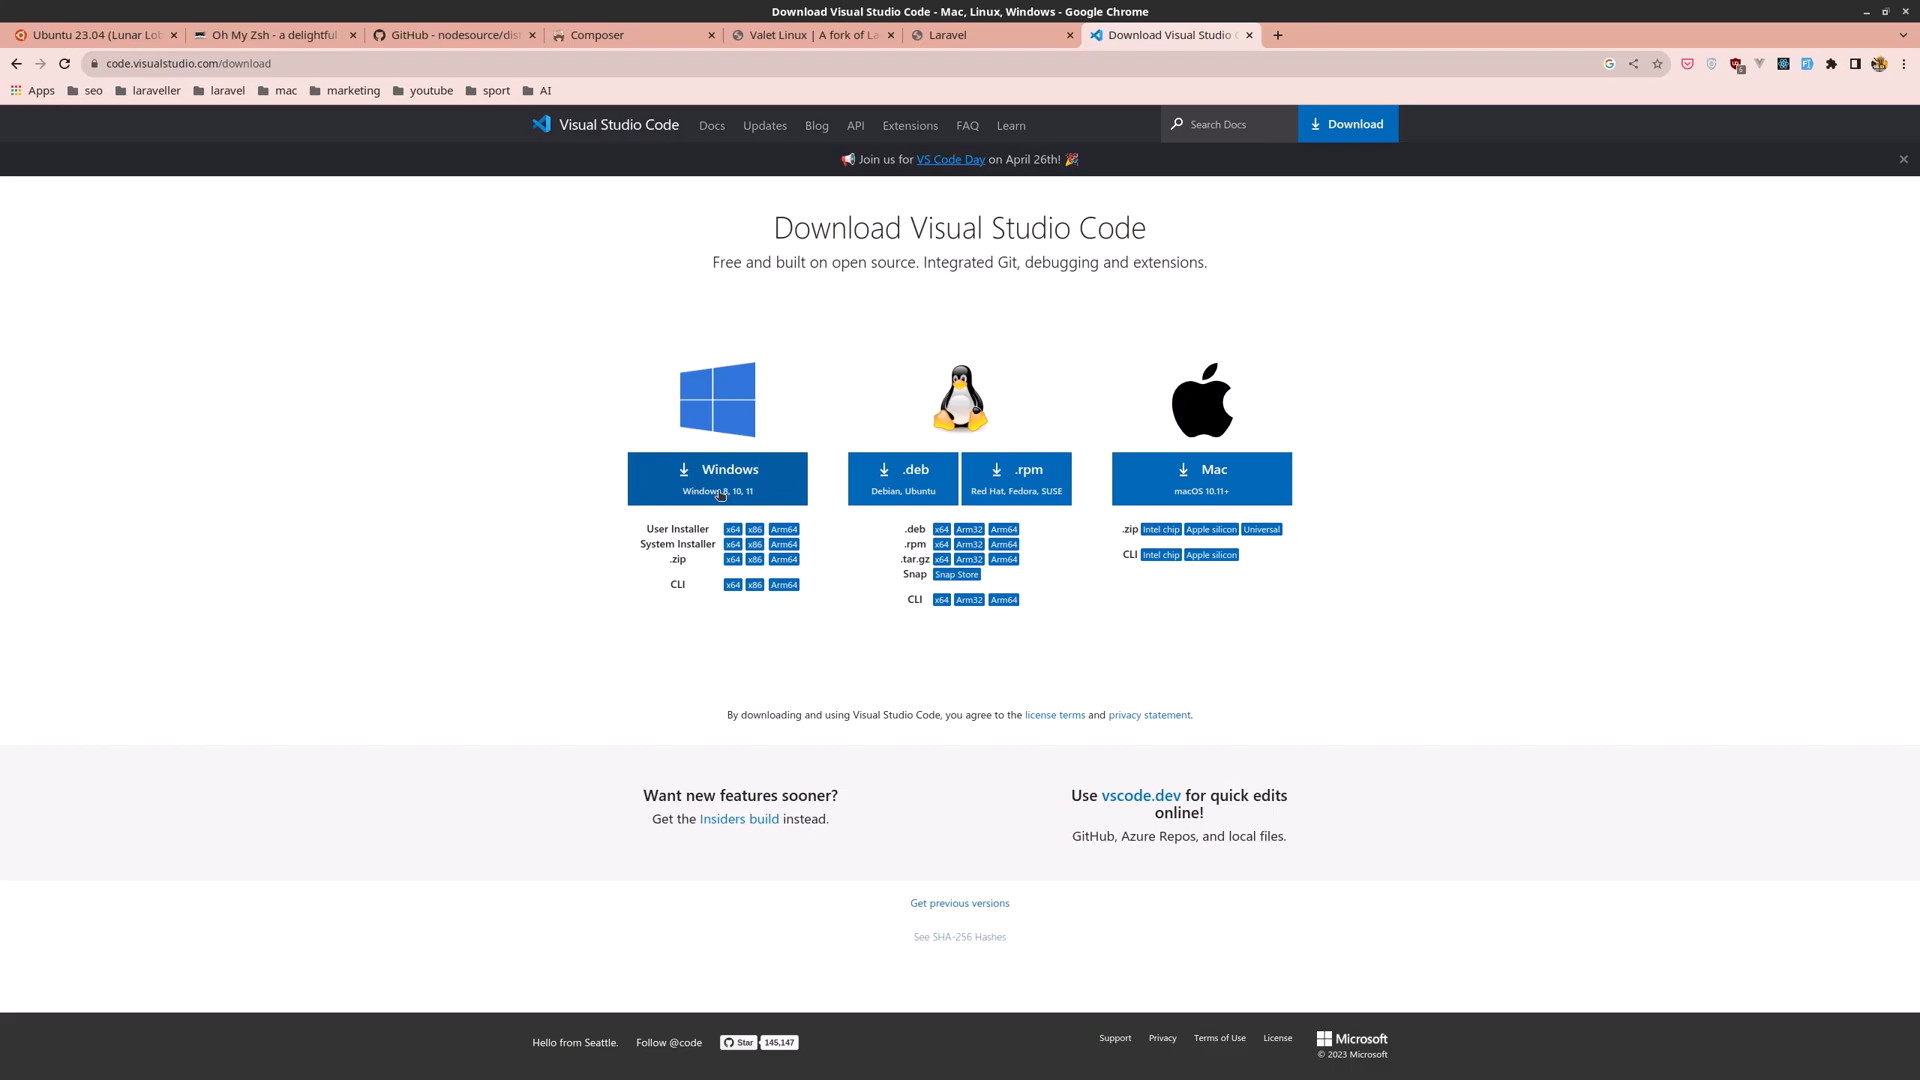 Download Visual Studio Code - Mac, Linux, Windows - Google Chrome
Ubuntu 23.04 (Lunar Lob
Oh My Zsh - a delightful
GitHub - nodesource/dist
Composer
Valet Linux | A fork of La
Laravel
Download Visual Studio C
code.visualstudio.com/download
Apps
seo
laraveller
laravel
mac
marketing
youtube
sport
AI
Visual Studio Code
Docs
Updates
Blog
API
Extensions
FAQ
Learn
Search Docs
Download
Join us for VS Code Day on April 26th!
Download Visual Studio Code
Free and built on open source. Integrated Git, debugging and extensions.
Windows
Windows 8, 10, 11
.deb
Debian, Ubuntu
.rpm
Red Hat, Fedora, SUSE
Mac
macOS 10.11+
User Installer x64 x86 Arm64
System Installer x64 x86 Arm64
.zip x64 x86 Arm64
CLI x64 x86 Arm64
.deb x64 Arm32 Arm64
.rpm x64 Arm32 Arm64
.tar.gz x64 Arm32 Arm64
Snap Snap Store
CLI x64 Arm32 Arm64
.zip Intel chip Apple silicon Universal
CLI Intel chip Apple silicon
By downloading and using Visual Studio Code, you agree to the license terms and privacy statement.
Want new features sooner?
Get the Insiders build instead.
Use vscode.dev for quick edits
online!
GitHub, Azure Repos, and local files.
Get previous versions
See SHA-256 Hashes
Hello from Seattle.
Follow @code
Star
145,147
Support
Privacy
Terms of Use
License
Microsoft
© 2023 Microsoft